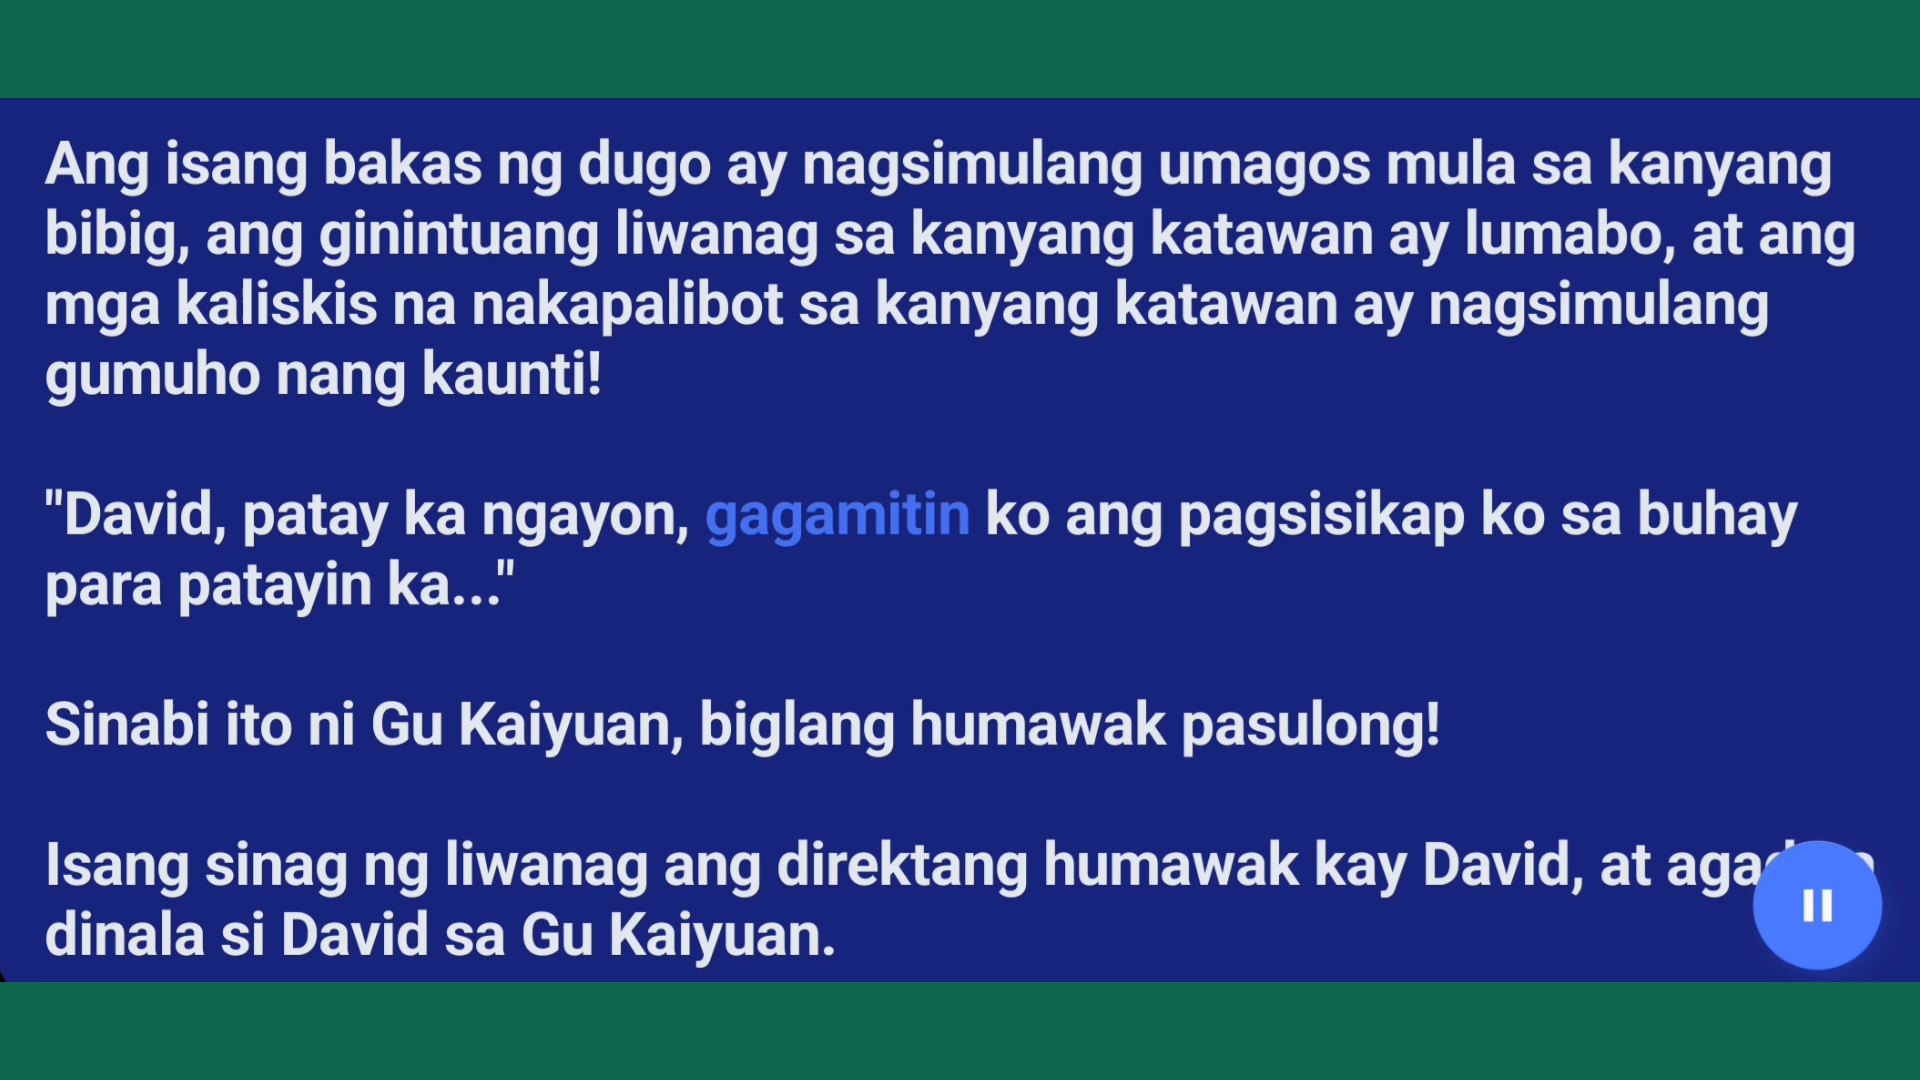 Ang isang bakas ng dugo ay nagsimulang umagos mula sa kanyang
bibig, ang ginintuang liwanag sa kanyang katawan ay lumabo, at ang
mga kaliskis na nakapalibot sa kanyang katawan ay nagsimulang
gumuho nang kaunti!
"David, patay ka ngayon, gagamitin ko ang pagsisikap ko sa buhay
para patayin ka..."
Sinabi ito ni Gu Kaiyuan, biglang humawak pasulong!
Isang sinag ng liwanag ang direktang humawak kay David, at
dinala si David sa Gu Kaiyuan.